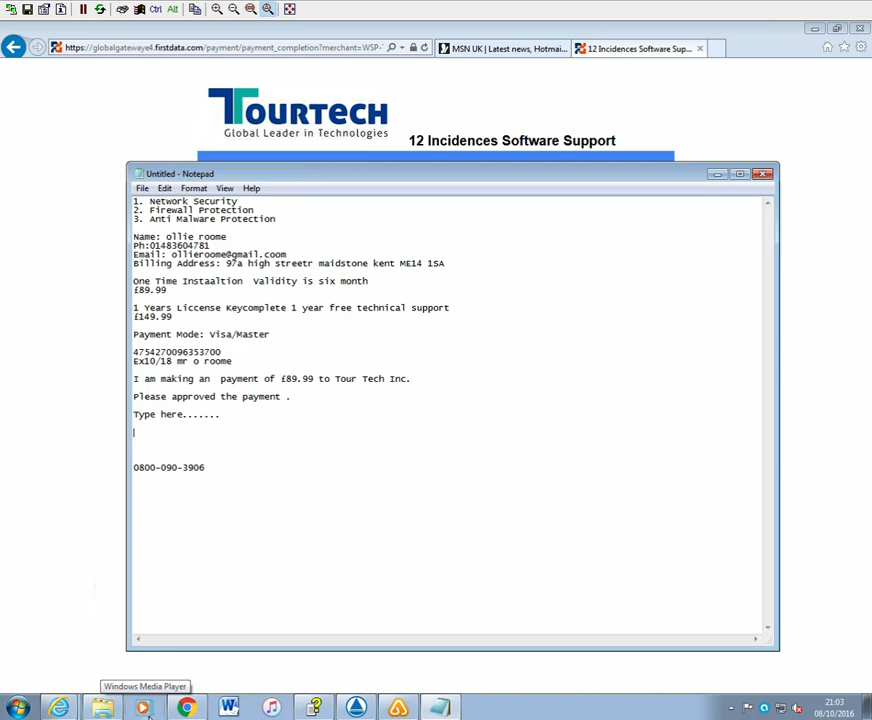 Ctrl Alt
https://globalgatewaye4.firstdata.com/payment/payment_completion?merchant=WSP-
MSN UK | Latest news, Hotmai...
12 Incidences Software Sup...
TOURTECH
Global Leader in Technologies
12 Incidences Software Support
Untitled - Notepad
File Edit Format View Help
1. Network Security
2. Firewall Protection
3. Anti Malware Protection
Name: ollie roome
Ph:01483604781
Email: ollieroome@gmail.coom
Billing Address: 97a high streetr maidstone kent ME14 1SA
One Time Instaaltion Validity is six month
£89.99
1 Years Liccense Keycomplete 1 year free technical support
£149.99
Payment Mode: Visa/Master
4754270096353700
Ex10/18 mr o roome
I am making an payment of £89.99 to Tour Tech Inc.
Please approved the payment .
Type here.......
0800-090-3906
Windows Media Player
21:03
08/10/2016